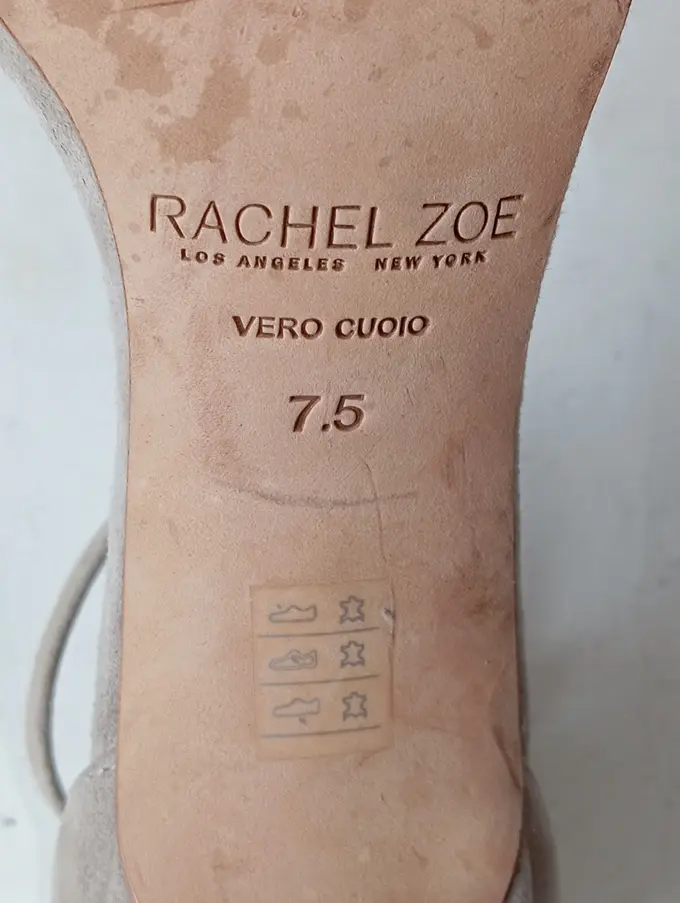 RACHEL ZOE
LOS ANGELES NEW YORK
VERO CUOIO
7.5